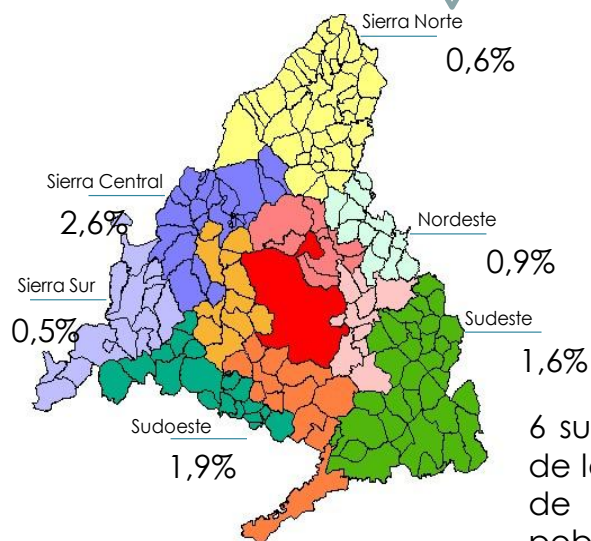 Sierra Norte
0,6%
Sierra Central
2,6%
Nordeste
0,9%
Sierra Sur
0,5%
Sudeste
1,6%
Sudoeste
1,9%
6 su
de l
de